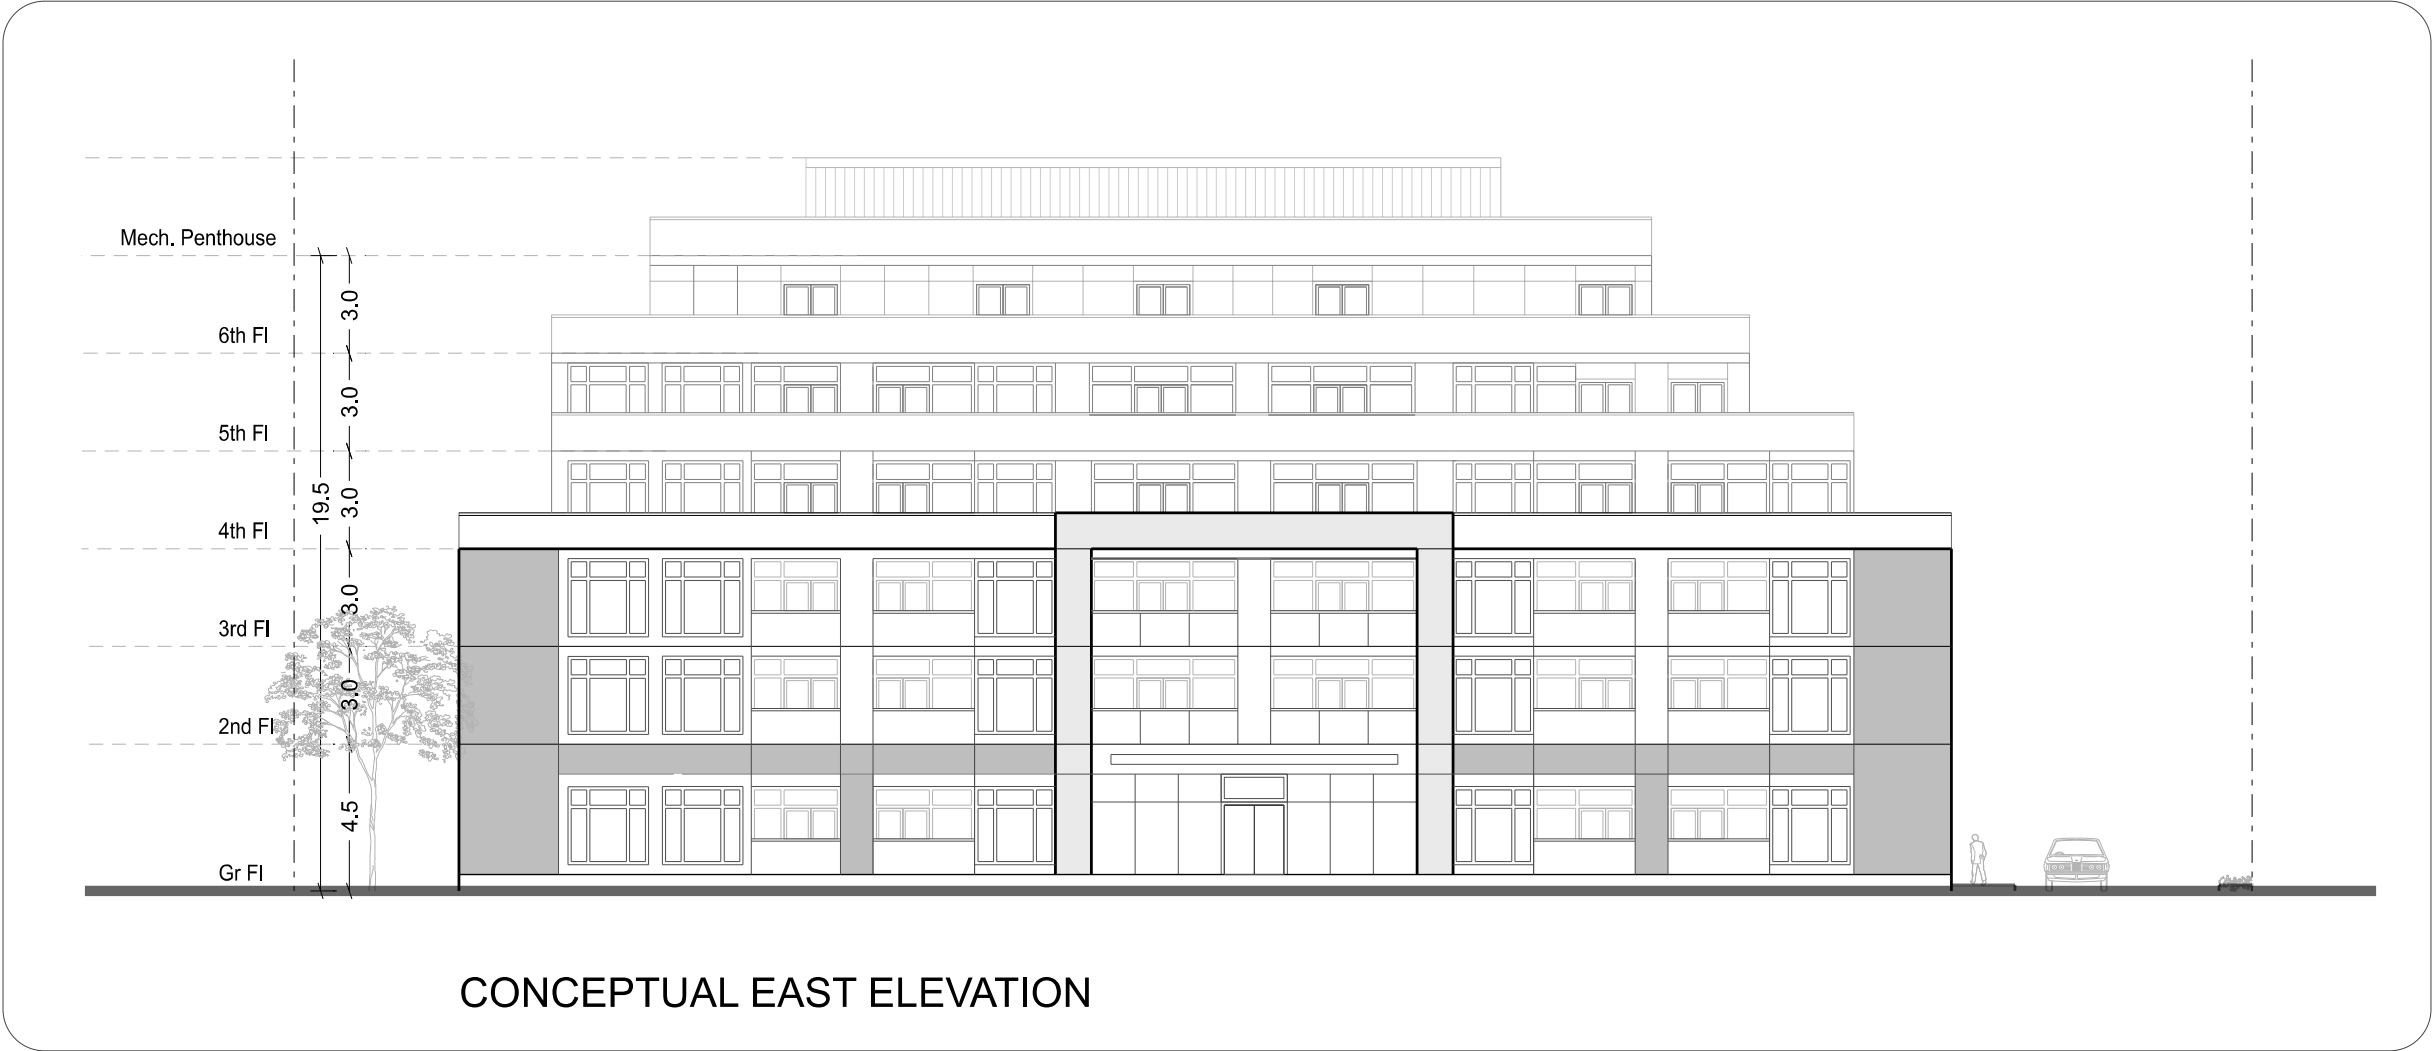 Mech. Penthouse
3.0
6th Fl
3.0
5th Fl
3.0
19.5
4th Fl
3.0
3rd Fl
3.0
2nd Fl
4.5
Gr Fl
CONCEPTUAL EAST ELEVATION